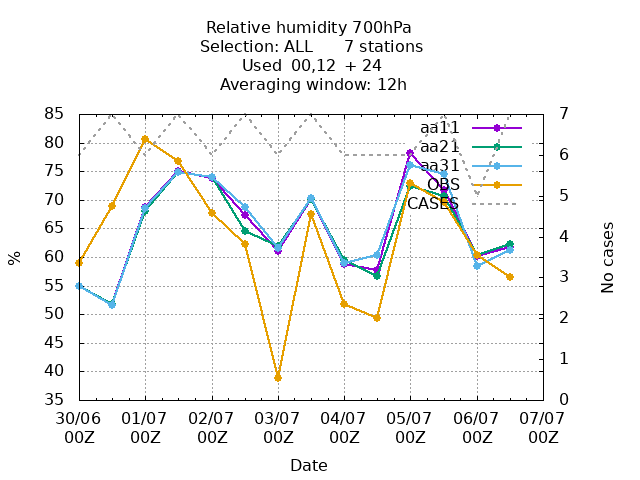 Relative humidity 700hPa
Selection: ALL 7 stations
Used 00,12 + 24
Averaging window: 12h
85
80
75
70
65
60
55
50
45
40
35
7
6
5
4
3
2
1
0
aa11
aa21
aa31
OBS
CASES
%
No cases
30/06 01/07 02/07 03/07 04/07 05/07 06/07 07/07
00Z 00Z 00Z 00Z 00Z 00Z 00Z 00Z
Date